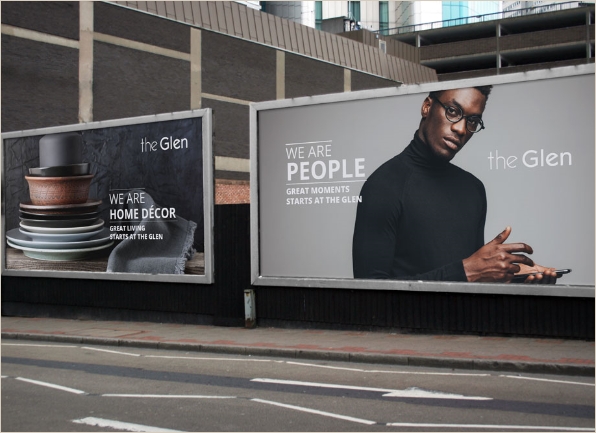 the Glen
WE ARE
HOME DÉCOR
GREAT LIVING
STARTS AT THE GLEN
WE ARE
PEOPLE
GREAT MOMENTS
STARTS AT THE GLEN
the Glen